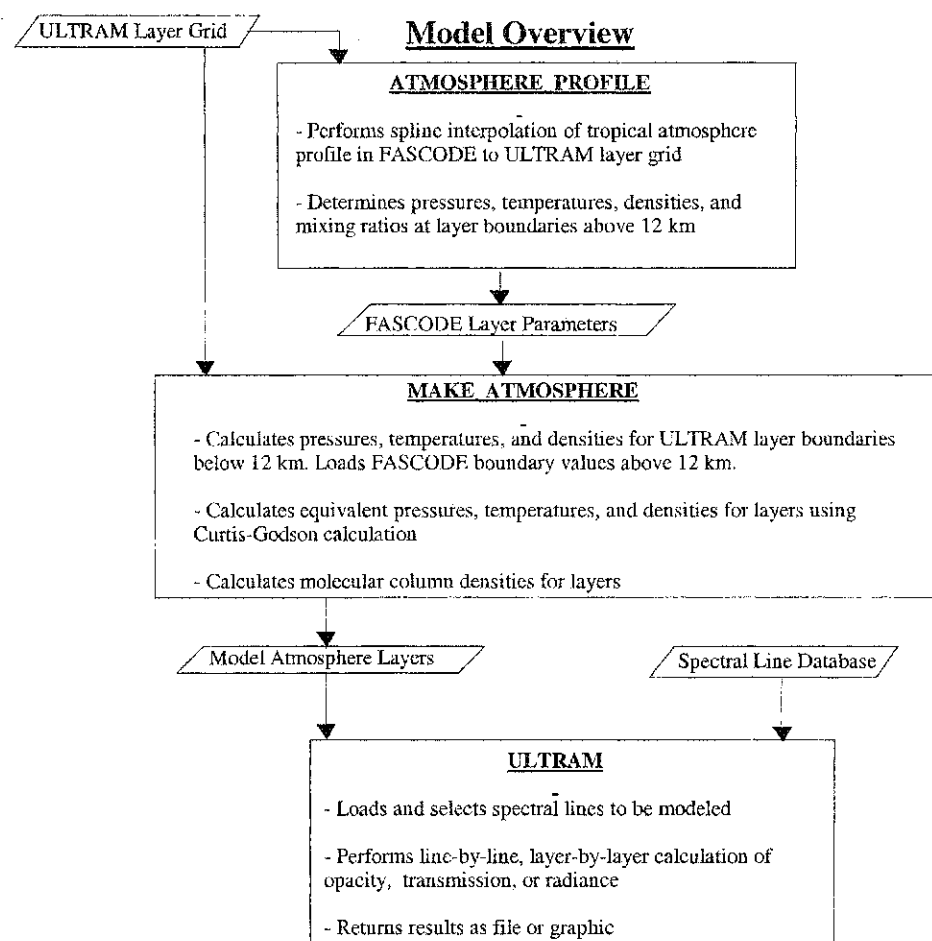 ULTRAM Layer Grid
Model Overview
ATMOSPHERE PROFILE
- Performs spline interpolation of tropical atmosphere
profile in FASCODE to ULTRAM layer grid
- Determines pressures, temperatures, densities, and
mixing ratios at layer boundaries above 12 km
FASCODE Layer Parameters
MAKE ATMOSPHERE
- Calculates pressures, temperatures, and densities for ULTRAM layer boundaries
below 12 km. Loads FASCODE boundary values above 12 km.
- Calculates equivalent pressures, temperatures, and densities for layers using
Curtis-Godson calculation
- Calculates molecular column densities for layers
Model Atmosphere Layers
Spectral Line Database
ULTRAM
- Loads and selects spectral lines to be modeled
- Performs line-by-line, layer-by-layer calculation of
opacity, transmission, or radiance
- Returns results as file or graphic